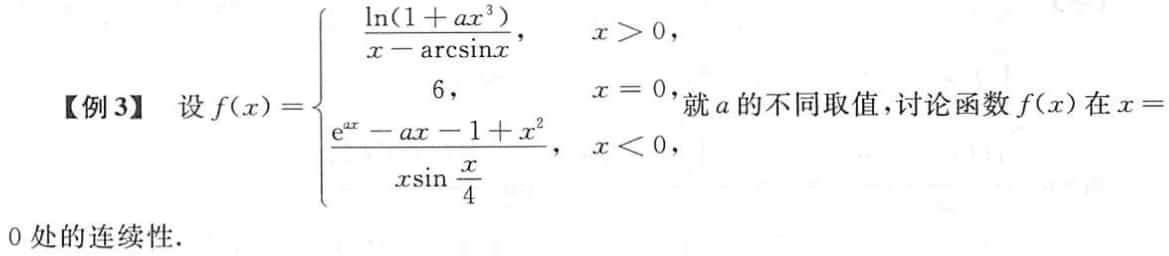 【例3】 设 f(x) = { ln(1 + ax³) / (x − arcsinx), x > 0,
6, x = 0, 就 a 的不同取值,讨论函数 f(x) 在 x =
(e^{ax} − ax − 1 + x²) / (x sin x/4), x < 0,
0 处的连续性.